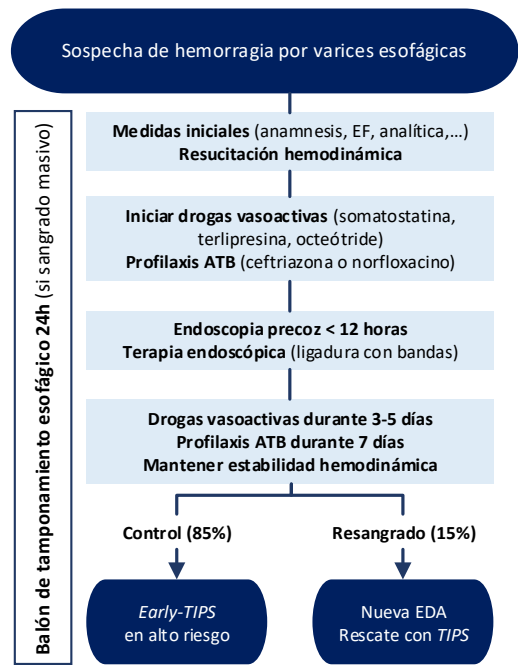 Sospecha de hemorragia por varices esofágicas
Balón de tamponamiento esofágico 24h (si sangrado masivo)
Medidas iniciales (anamnesis, EF, analítica,...)
Resucitación hemodinámica
Iniciar drogas vasoactivas (somatostatina,
terlipresina, octeótride)
Profilaxis ATB (ceftriazona o norfloxacino)
Endoscopia precoz < 12 horas
Terapia endoscópica (ligadura con bandas)
Drogas vasoactivas durante 3-5 días
Profilaxis ATB durante 7 días
Mantener estabilidad hemodinámica
Control (85%)
Resangrado (15%)
Early-TIPS
en alto riesgo
Nueva EDA
Rescate con TIPS